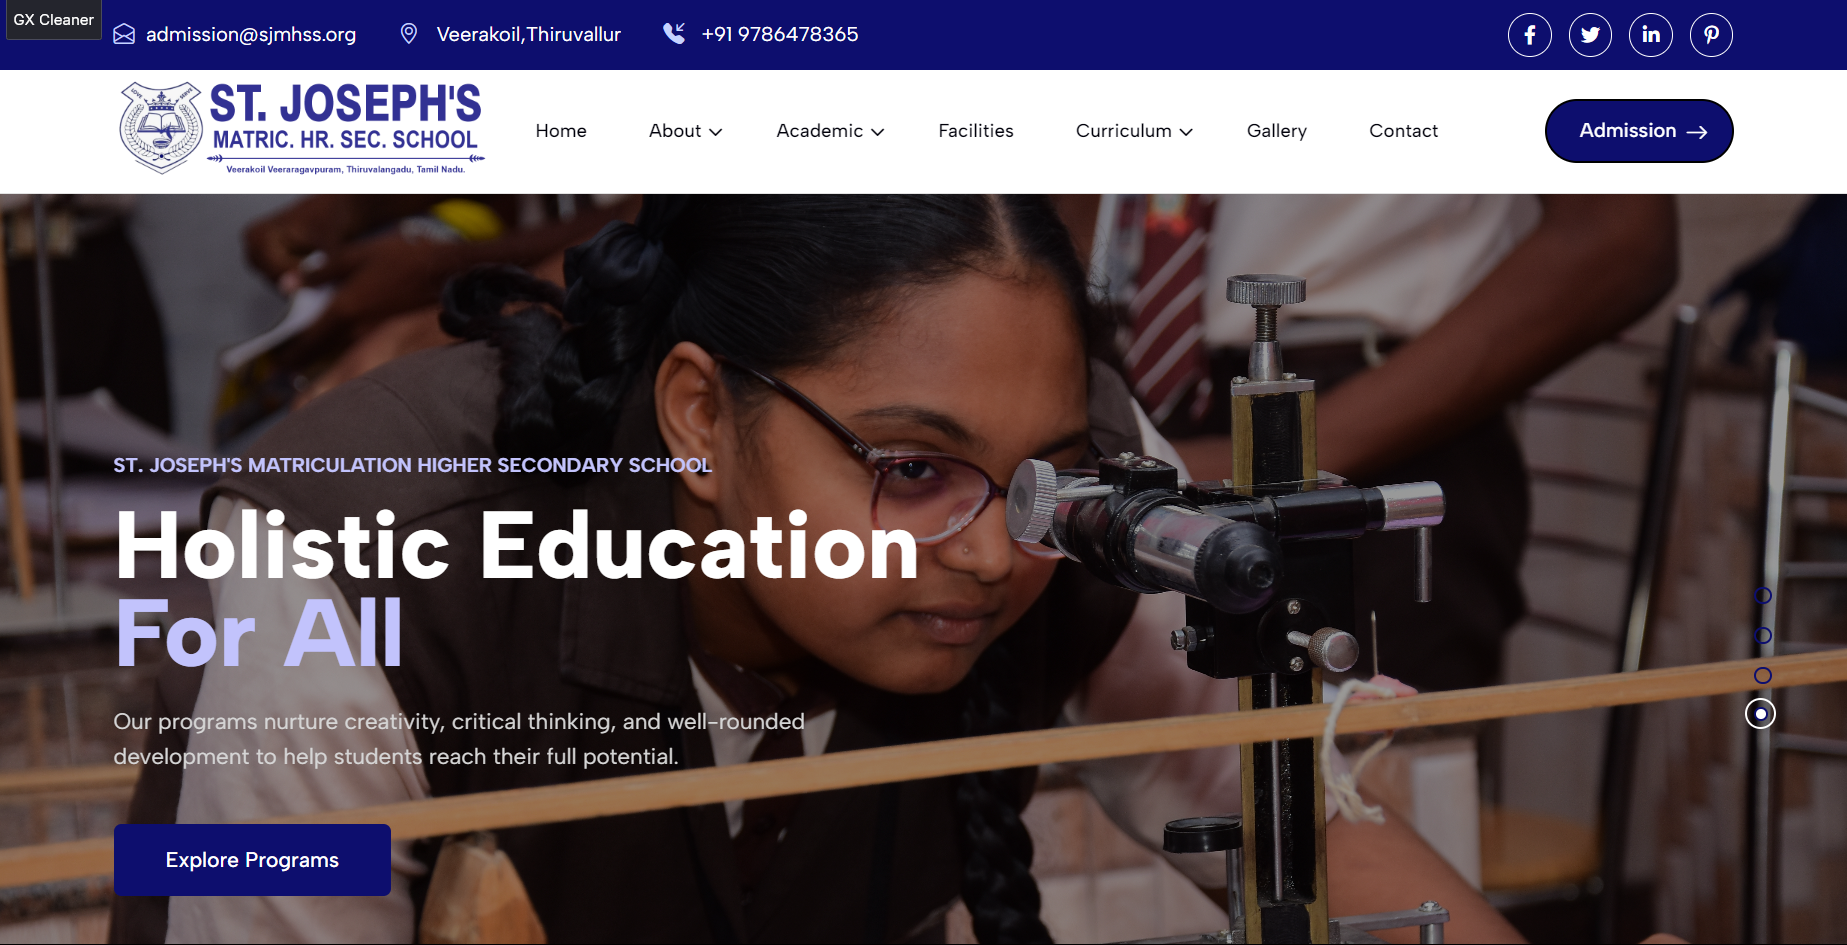 GX Cleaner
admission@sjmhss.org
Veerakoil,Thiruvallur
+91 9786478365
LOVE SERVE
ST. JOSEPH'S
MATRIC. HR. SEC. SCHOOL
Veerakoil Veeraragavpuram, Thiruvalangadu, Tamil Nadu.
Home
About
Academic
Facilities
Curriculum
Gallery
Contact
Admission
ST. JOSEPH'S MATRICULATION HIGHER SECONDARY SCHOOL
Holistic Education
For All
Our programs nurture creativity, critical thinking, and well-rounded
development to help students reach their full potential.
Explore Programs